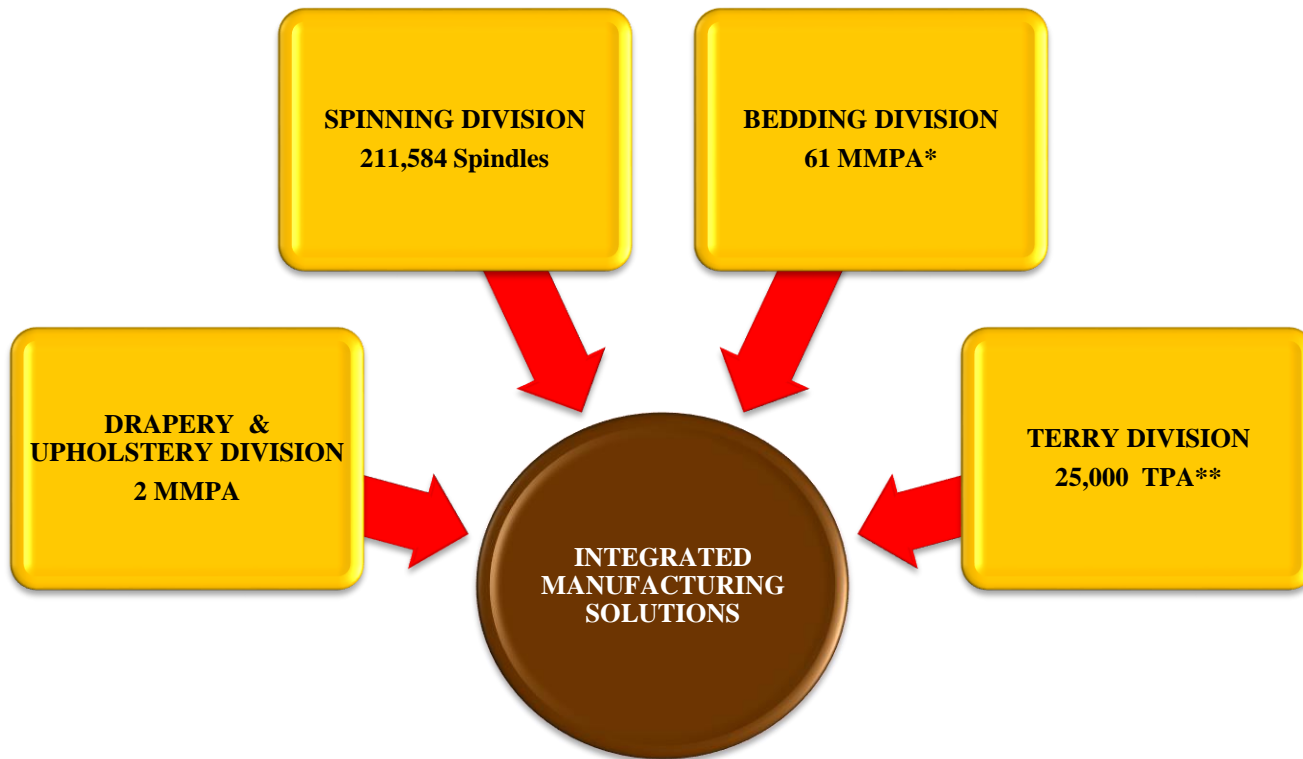 SPINNING DIVISION
211,584 Spindles
BEDDING DIVISION
61 MMPA*
DRAPERY &
UPHOLSTERY DIVISION
2 MMPA
TERRY DIVISION
25,000 TPA**
INTEGRATED
MANUFACTURING
SOLUTIONS